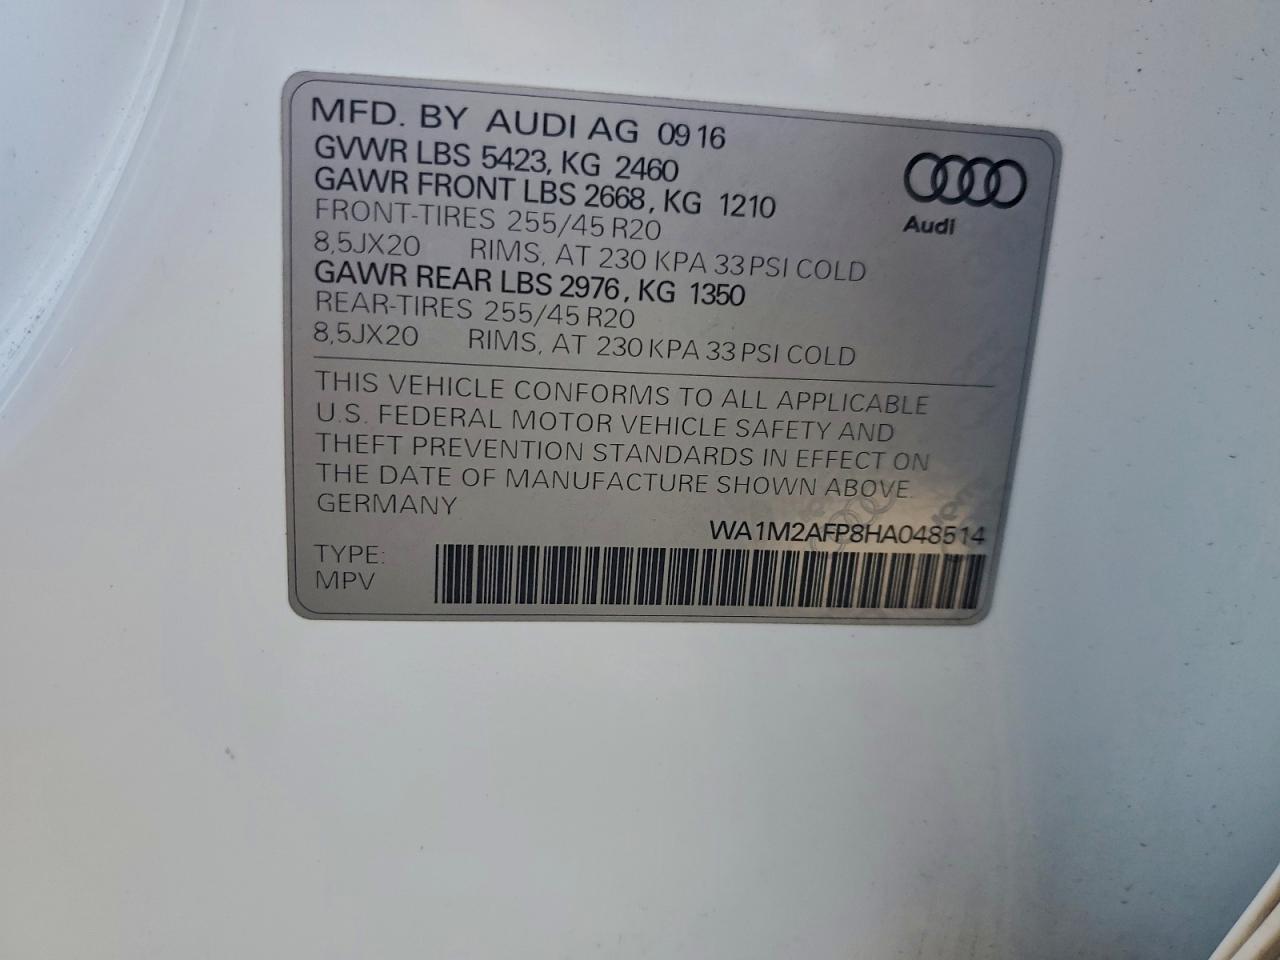 MFD. BY AUDI AG 09 16
GVWR LBS 5423, KG 2460
GAWR FRONT LBS 2668, KG 1210
FRONT-TIRES 255/45 R20
8,5JX20 RIMS, AT 230 KPA 33 PSI COLD
GAWR REAR LBS 2976, KG 1350
REAR-TIRES 255/45 R20
8,5JX20 RIMS, AT 230 KPA 33 PSI COLD
Audi
THIS VEHICLE CONFORMS TO ALL APPLICABLE
U.S. FEDERAL MOTOR VEHICLE SAFETY AND
THEFT PREVENTION STANDARDS IN EFFECT ON
THE DATE OF MANUFACTURE SHOWN ABOVE.
GERMANY
WA1M2AFP8HA048514
TYPE:
MPV